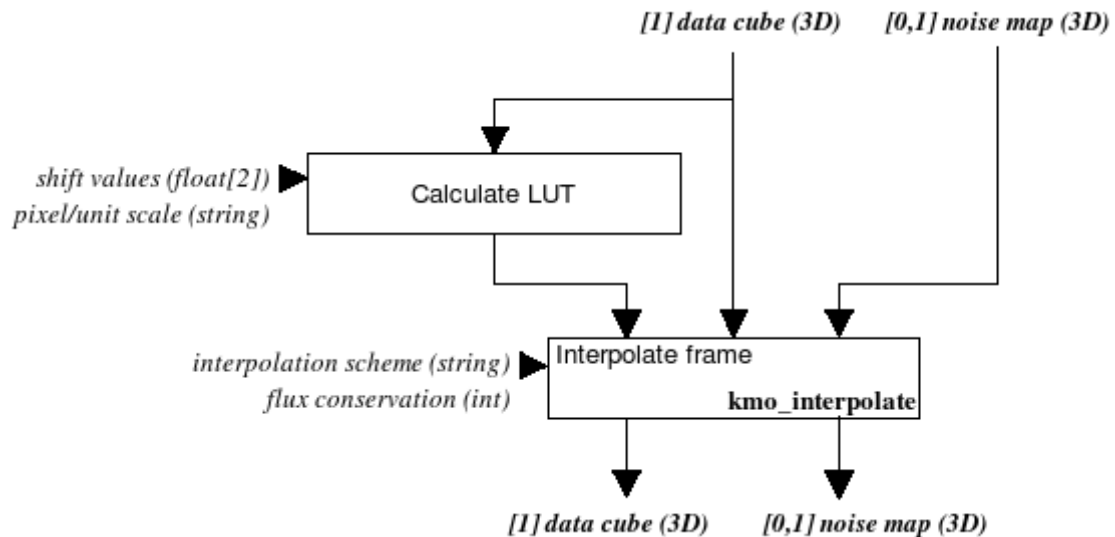 [1] data cube (3D) [0,1] noise map (3D)
shift values (float[2])
pixel/unit scale (string)
Calculate LUT
interpolation scheme (string)
flux conservation (int)
Interpolate frame
kmo_interpolate
[1] data cube (3D) [0,1] noise map (3D)